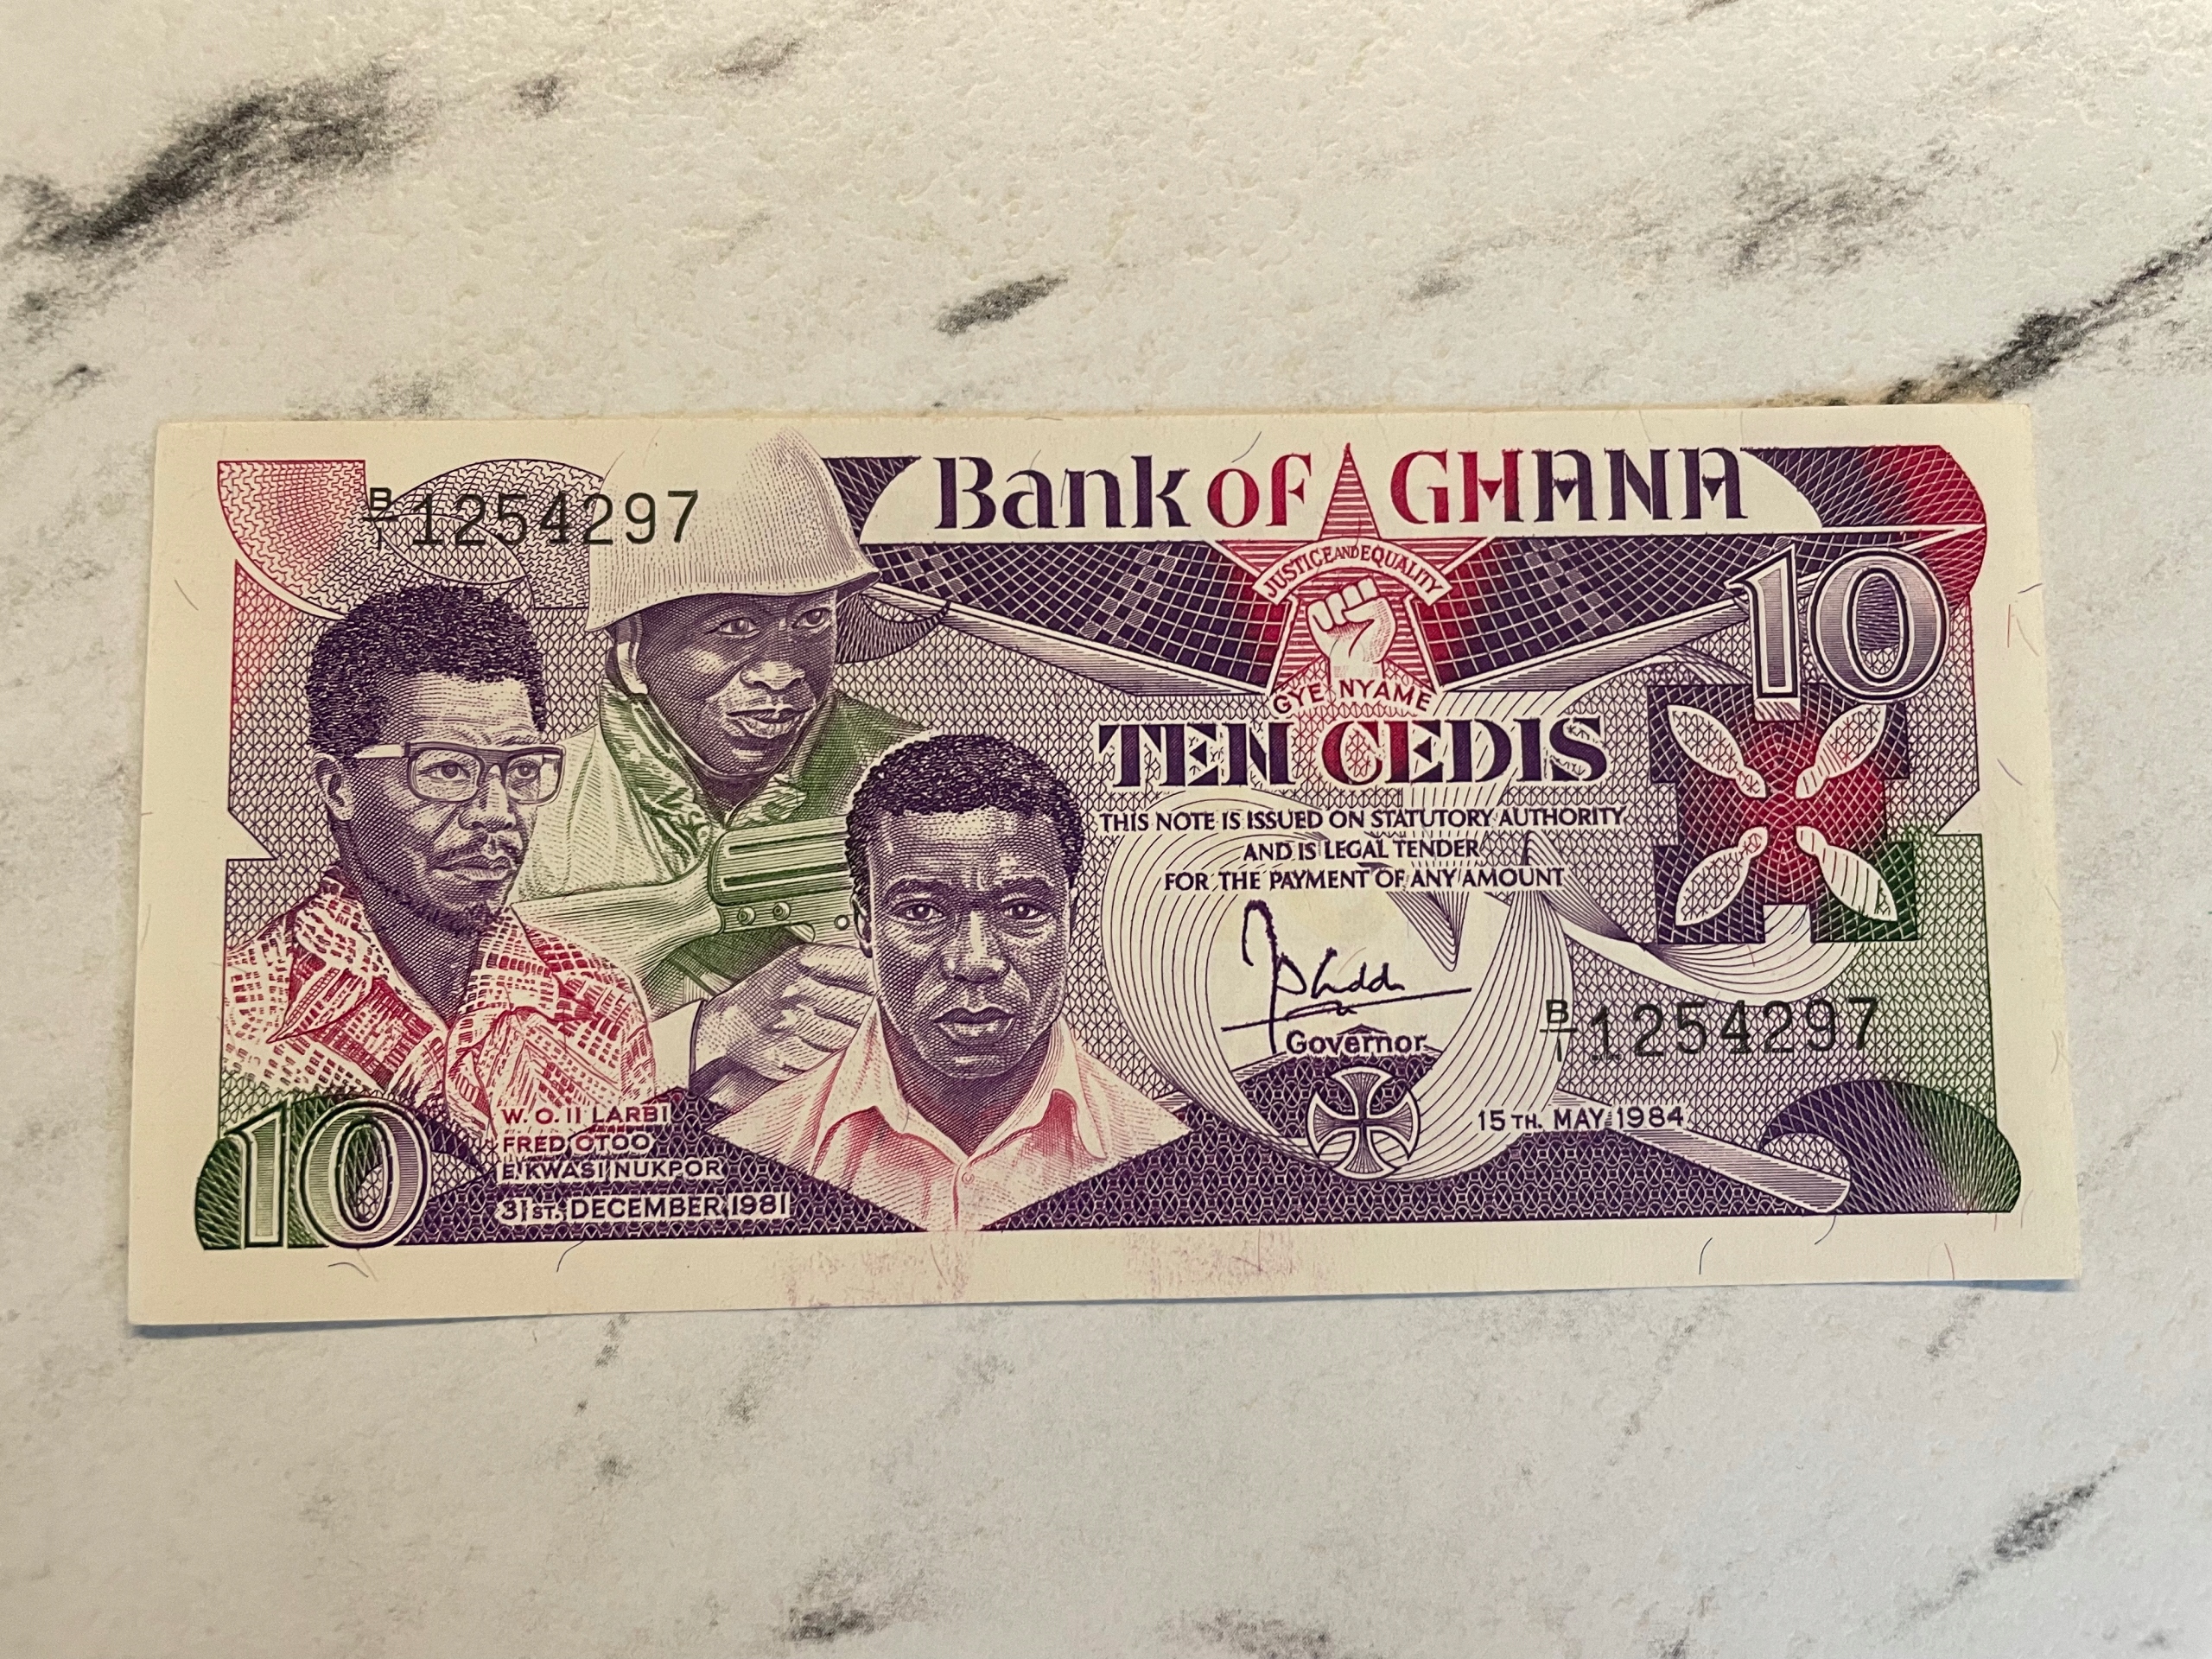 Bank of GHANA
B/1 1254297
JUSTICE AND EQUALITY
10
GYE NYAME
TEN CEDIS
THIS NOTE IS ISSUED ON STATUTORY AUTHORITY
AND IS LEGAL TENDER
FOR THE PAYMENT OF ANY AMOUNT
Governor
B/1 1254297
15TH. MAY 1984
10
W. O. II LARBI
FRED OTOO
E. KWASI NUKPOR
31ST. DECEMBER, 1981